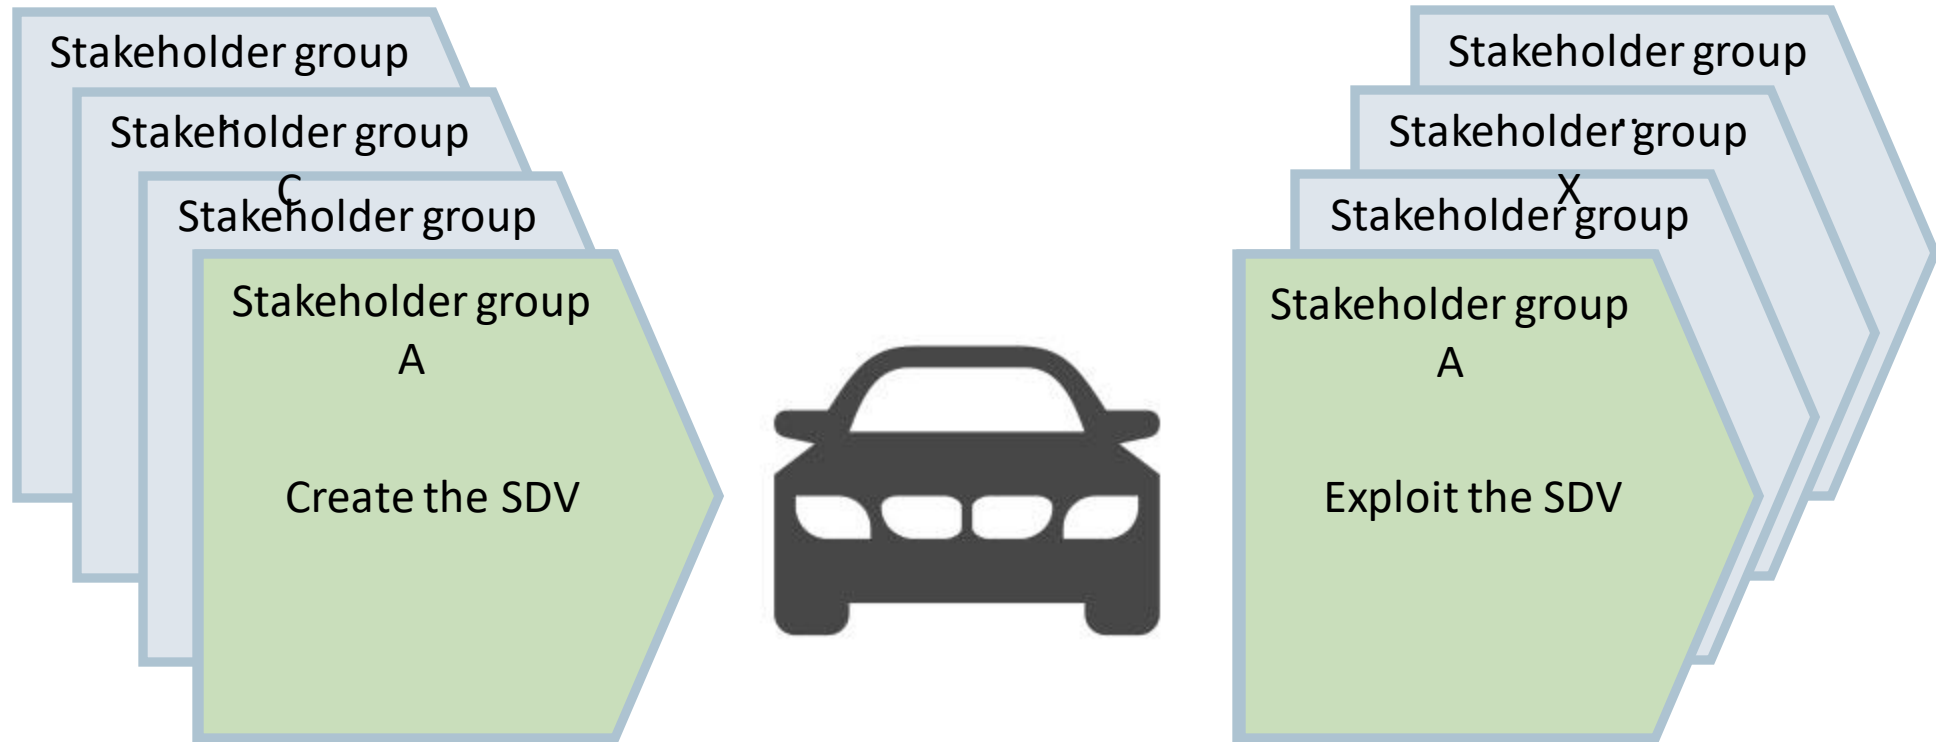 Stakeholder group
..
Stakeholder group
C
Stakeholder group
Stakeholder group
A
Create the SDV
Stakeholder group
..
Stakeholder group
X
Stakeholder group
Stakeholder group
A
Exploit the SDV